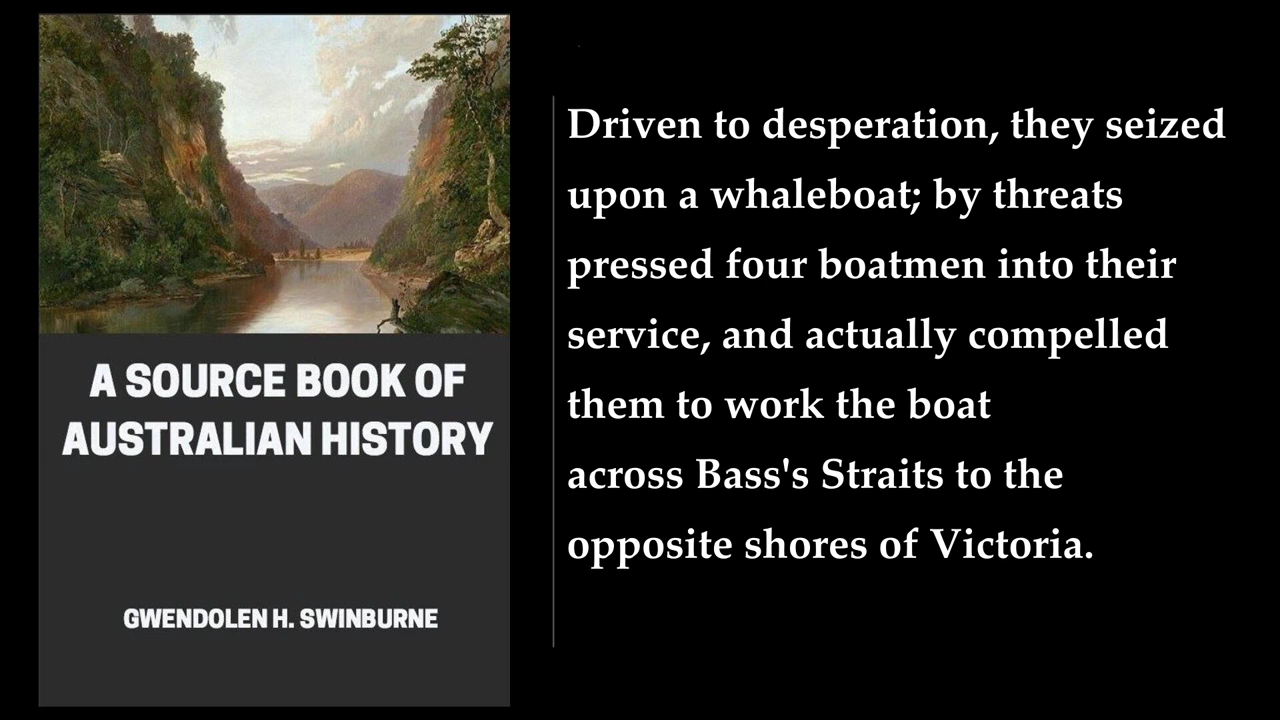 A SOURCE BOOK OF
AUSTRALIAN HISTORY
GWENDOLEN H. SWINBURNE
Driven to desperation, they seized
upon a whaleboat; by threats
pressed four boatmen into their
service, and actually compelled
them to work the boat
across Bass's Straits to the
opposite shores of Victoria.